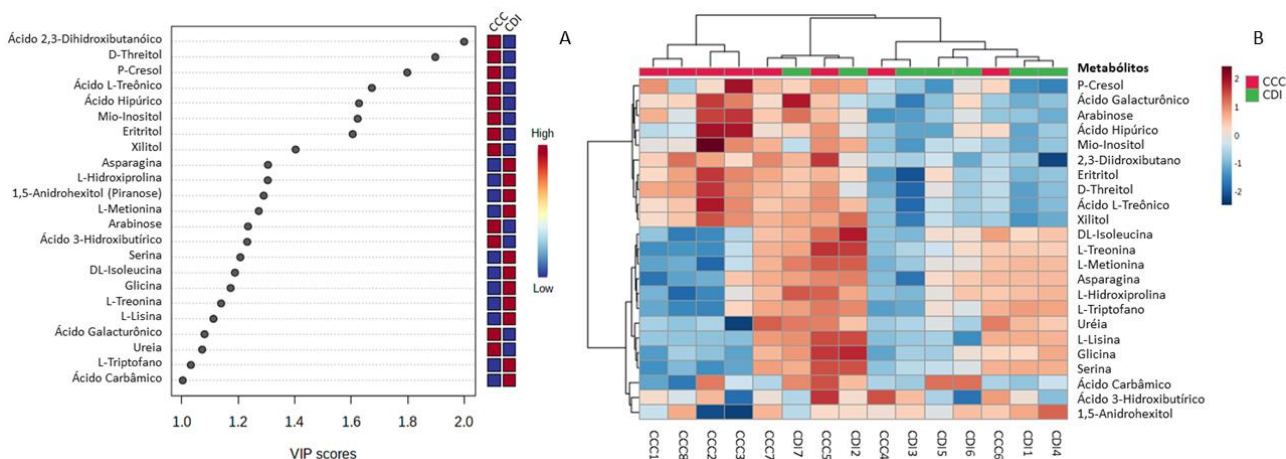 CCC CDI
A
Ácido 2,3-Dihidroxibutanóico
D-Threitol
P-Cresol
Ácido L-Treônico
Ácido Hipúrico
Mio-Inositol
Eritritol
Xilitol
Asparagina
L-Hidroxiprolina
1,5-Anidrohexitol (Piranose)
L-Metionina
Arabinose
Ácido 3-Hidroxibutírico
Serina
DL-Isoleucina
Glicina
L-Treonina
L-Lisina
Ácido Galacturônico
Ureia
L-Triptofano
Ácido Carbâmico
High
Low
1.0 1.2 1.4 1.6 1.8 2.0
VIP scores
B
Metabólitos
P-Cresol
Ácido Galacturônico
Arabinose
Ácido Hipúrico
Mio-Inositol
2,3-Diidroxibutano
Eritritol
D-Threitol
Ácido L-Treônico
Xilitol
DL-Isoleucina
L-Treonina
L-Metionina
Asparagina
L-Hidroxiprolina
L-Triptofano
Uréia
L-Lisina
Glicina
Serina
Ácido Carbâmico
Ácido 3-Hidroxibutírico
1,5-Anidrohexitol
CCC1 CCC8 CCC2 CCC3 CCC7 CDI7 CCC5 CDI2 CCC4 CDI3 CDI5 CDI6 CCC6 CDI1 CDI4
2
1
0
-1
-2
CCC
CDI